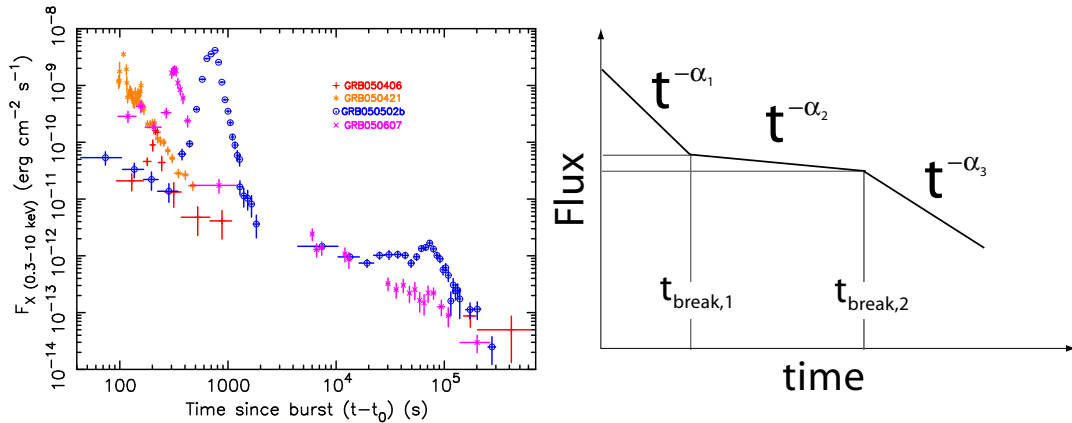 F_X (0.3−10 keV) (erg cm⁻² s⁻¹)
10⁻⁸
10⁻⁹
10⁻¹⁰
10⁻¹¹
10⁻¹²
10⁻¹³
10⁻¹⁴
GRB050406
GRB050421
GRB050502b
GRB050607
100 1000 10⁴ 10⁵
Time since burst (t−t₀) (s)
Flux
t^−α₁
t^−α₂
t^−α₃
t_break,1
t_break,2
time